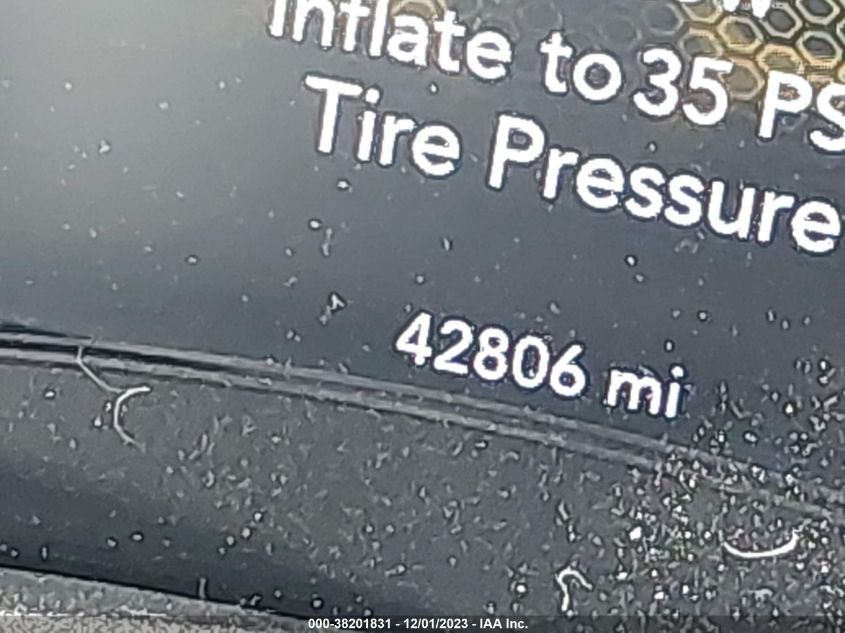 Inflate to 35 PS
Tire Pressure
42806 mi
000-38201831 - 12/01/2023 - IAA Inc.